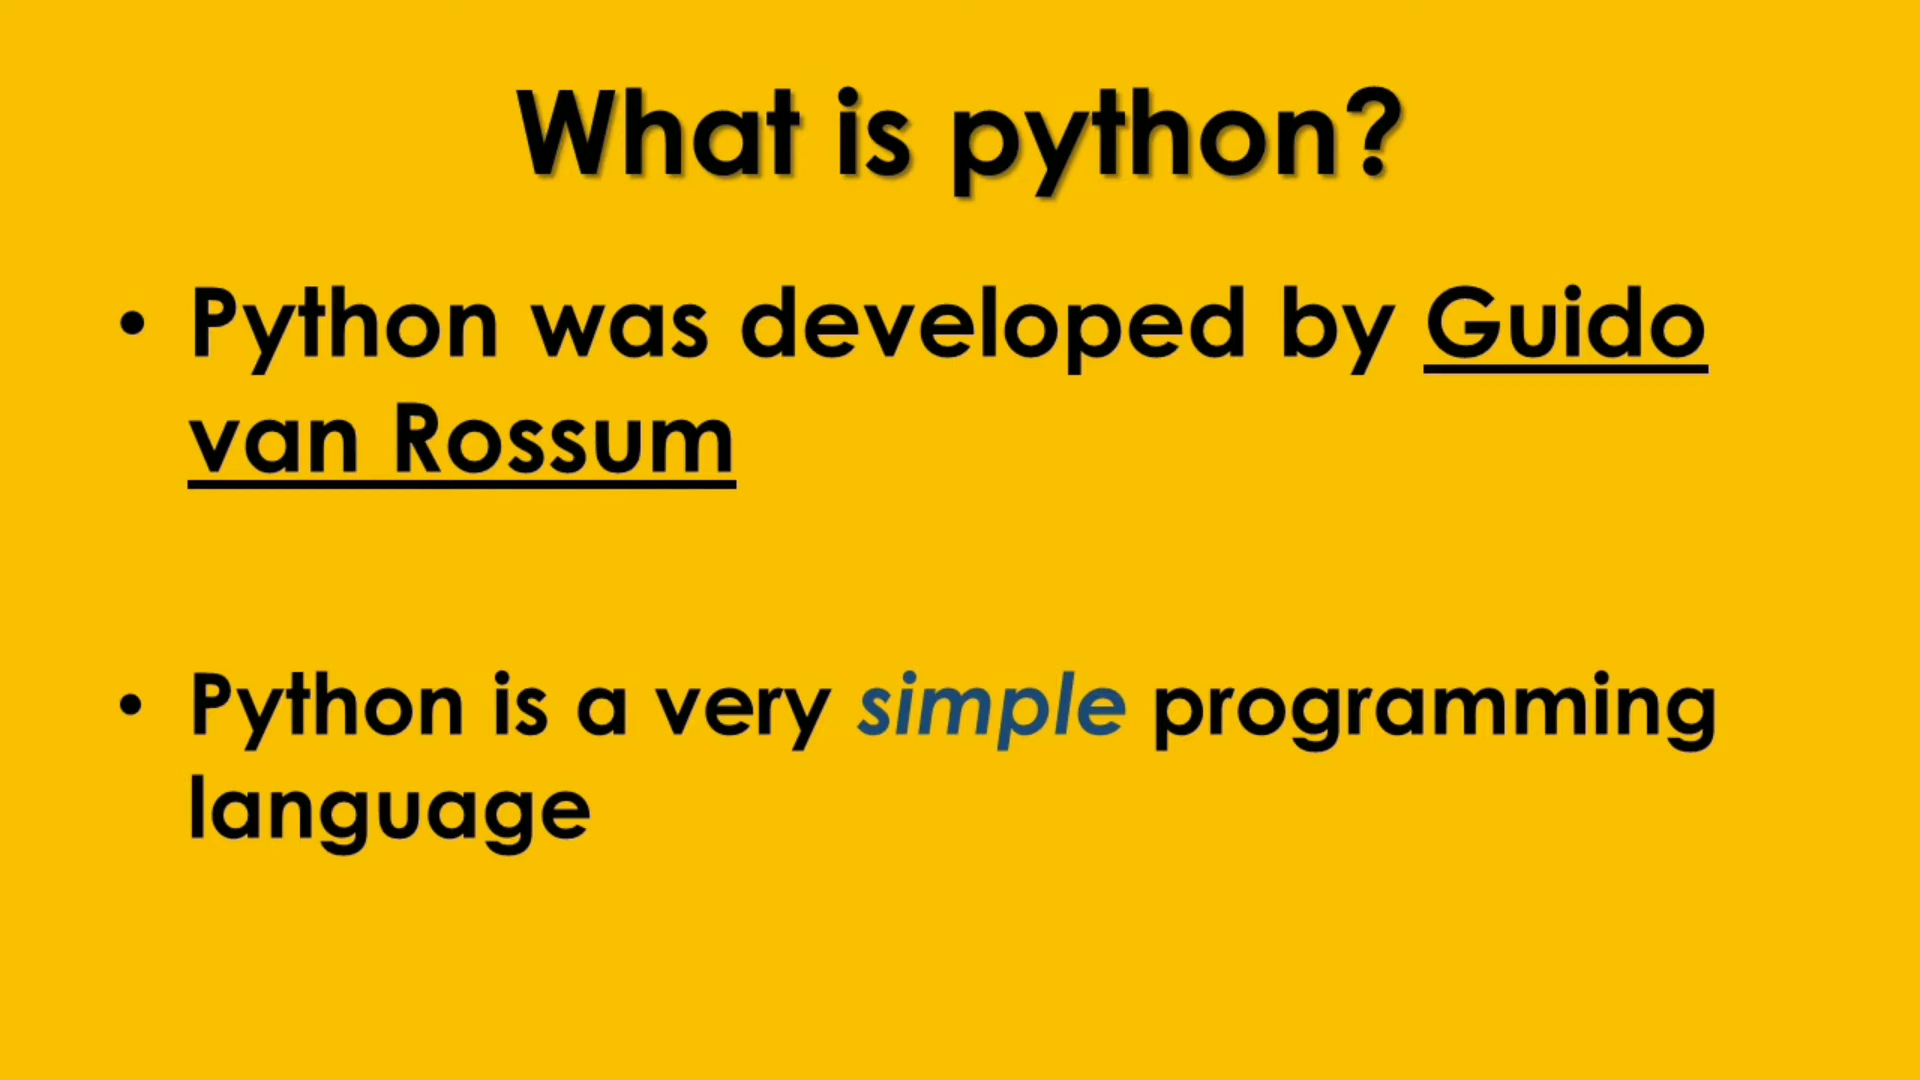 What is python?
• Python was developed by Guido
van Rossum
• Python is a very simple programming
language